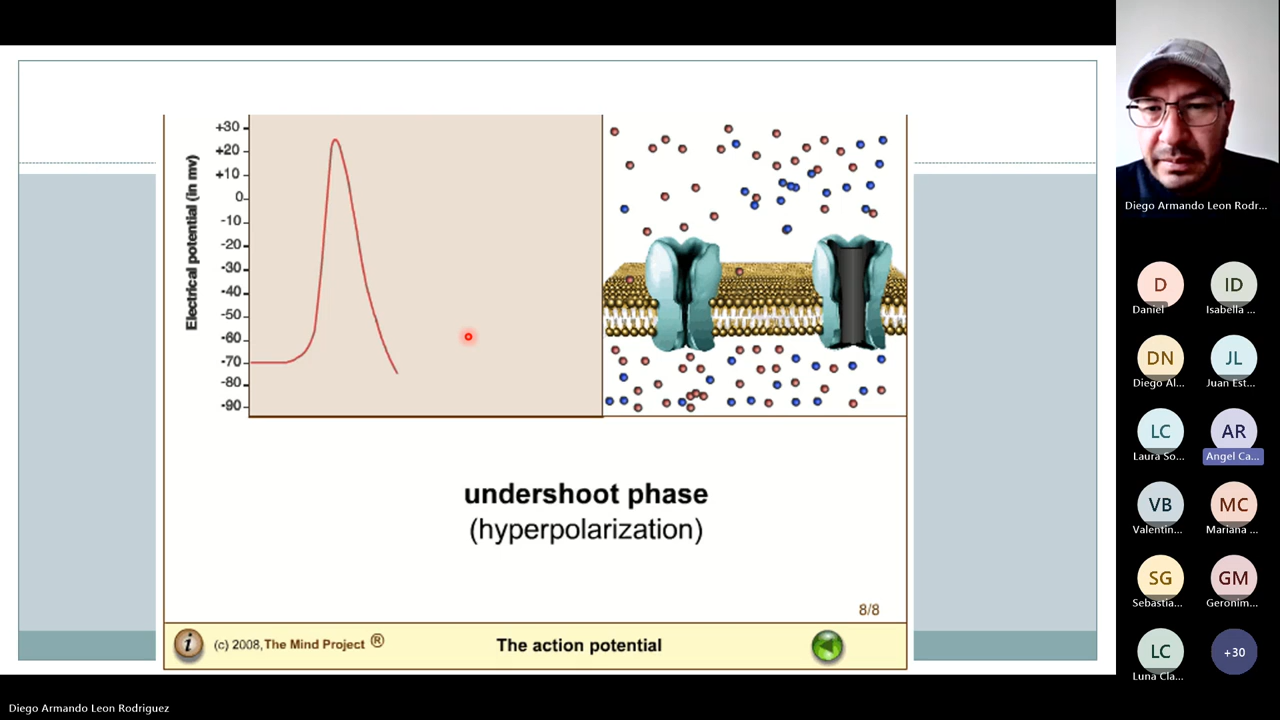 Electrical potential (in mv)
+30
+20
+10
0
-10
-20
-30
-40
-50
-60
-70
-80
-90
undershoot phase
(hyperpolarization)
8/8
i
(c) 2008, The Mind Project ®
The action potential
Diego Armando Leon Rodr...
D
Daniel
ID
Isabella ...
DN
Diego Al...
JL
Juan Est...
LC
Laura So...
AR
Angel Ca...
VB
Valentin...
MC
Mariana ...
SG
Sebastia...
GM
Geronim...
LC
Luna Cla...
+30
Diego Armando Leon Rodriguez